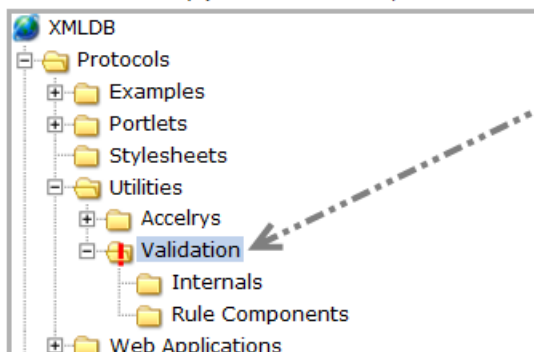 XMLDB
Protocols
Examples
Portlets
Stylesheets
Utilities
Accelrys
Validation
Internals
Rule Components
Web Applications